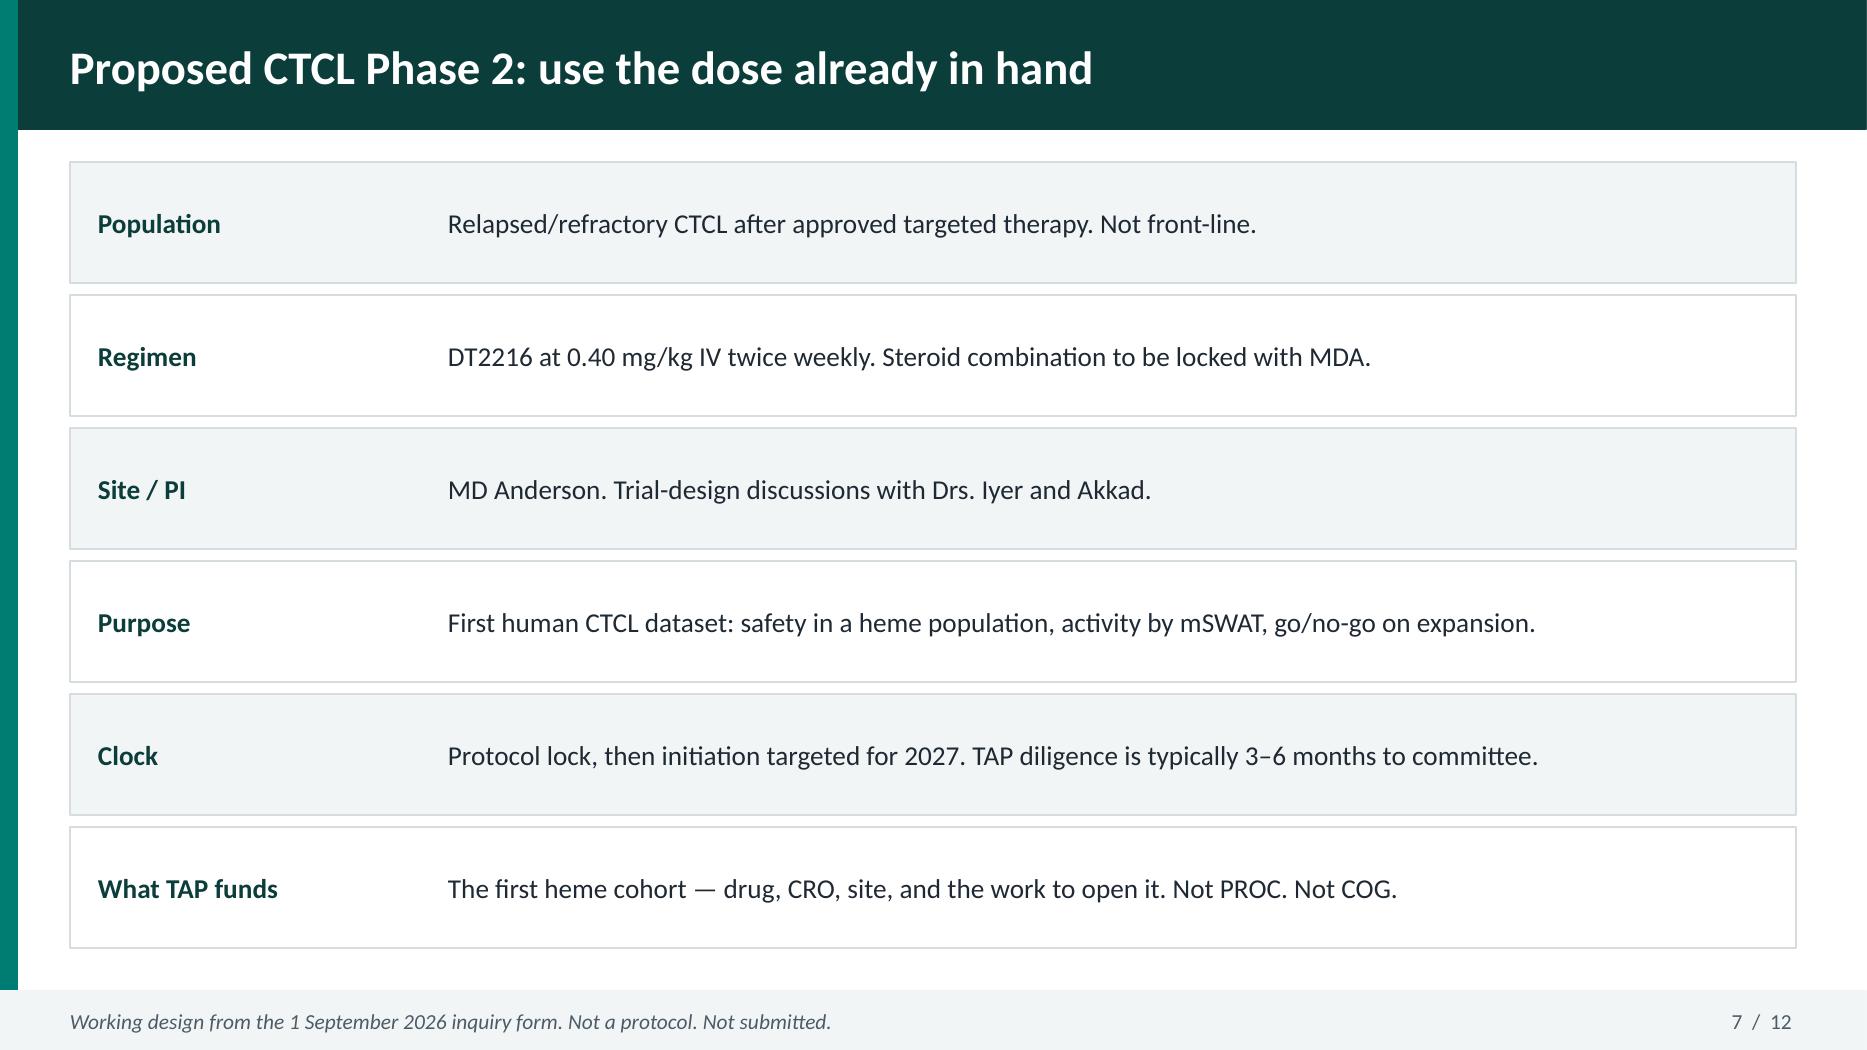 Proposed CTCL Phase 2: use the dose already in hand
Population
Relapsed/refractory CTCL after approved targeted therapy. Not front-line.
Regimen
DT2216 at 0.40 mg/kg IV twice weekly. Steroid combination to be locked with MDA.
Site / PI
MD Anderson. Trial-design discussions with Drs. Iyer and Akkad.
Purpose
First human CTCL dataset: safety in a heme population, activity by mSWAT, go/no-go on expansion.
Clock
Protocol lock, then initiation targeted for 2027. TAP diligence is typically 3–6 months to committee.
What TAP funds
The first heme cohort — drug, CRO, site, and the work to open it. Not PROC. Not COG.
Working design from the 1 September 2026 inquiry form. Not a protocol. Not submitted.
7 / 12